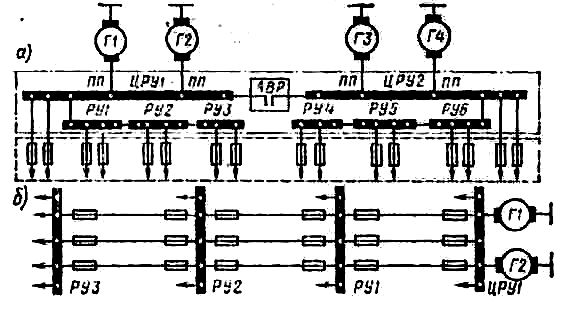 Г1 Г2 Г3 Г4
а)
ПП ЦРУ1 ПП АВР ПП ЦРУ2 ПП
РУ1 РУ2 РУ3 РУ4 РУ5 РУ6
б)
Г1
Г2
РУ3 РУ2 РУ1 ЦРУ1